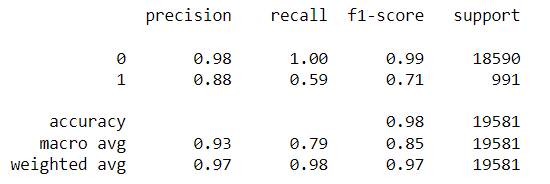 precision recall f1-score support
0 0.98 1.00 0.99 18590
1 0.88 0.59 0.71 991
accuracy 0.98 19581
macro avg 0.93 0.79 0.85 19581
weighted avg 0.97 0.98 0.97 19581